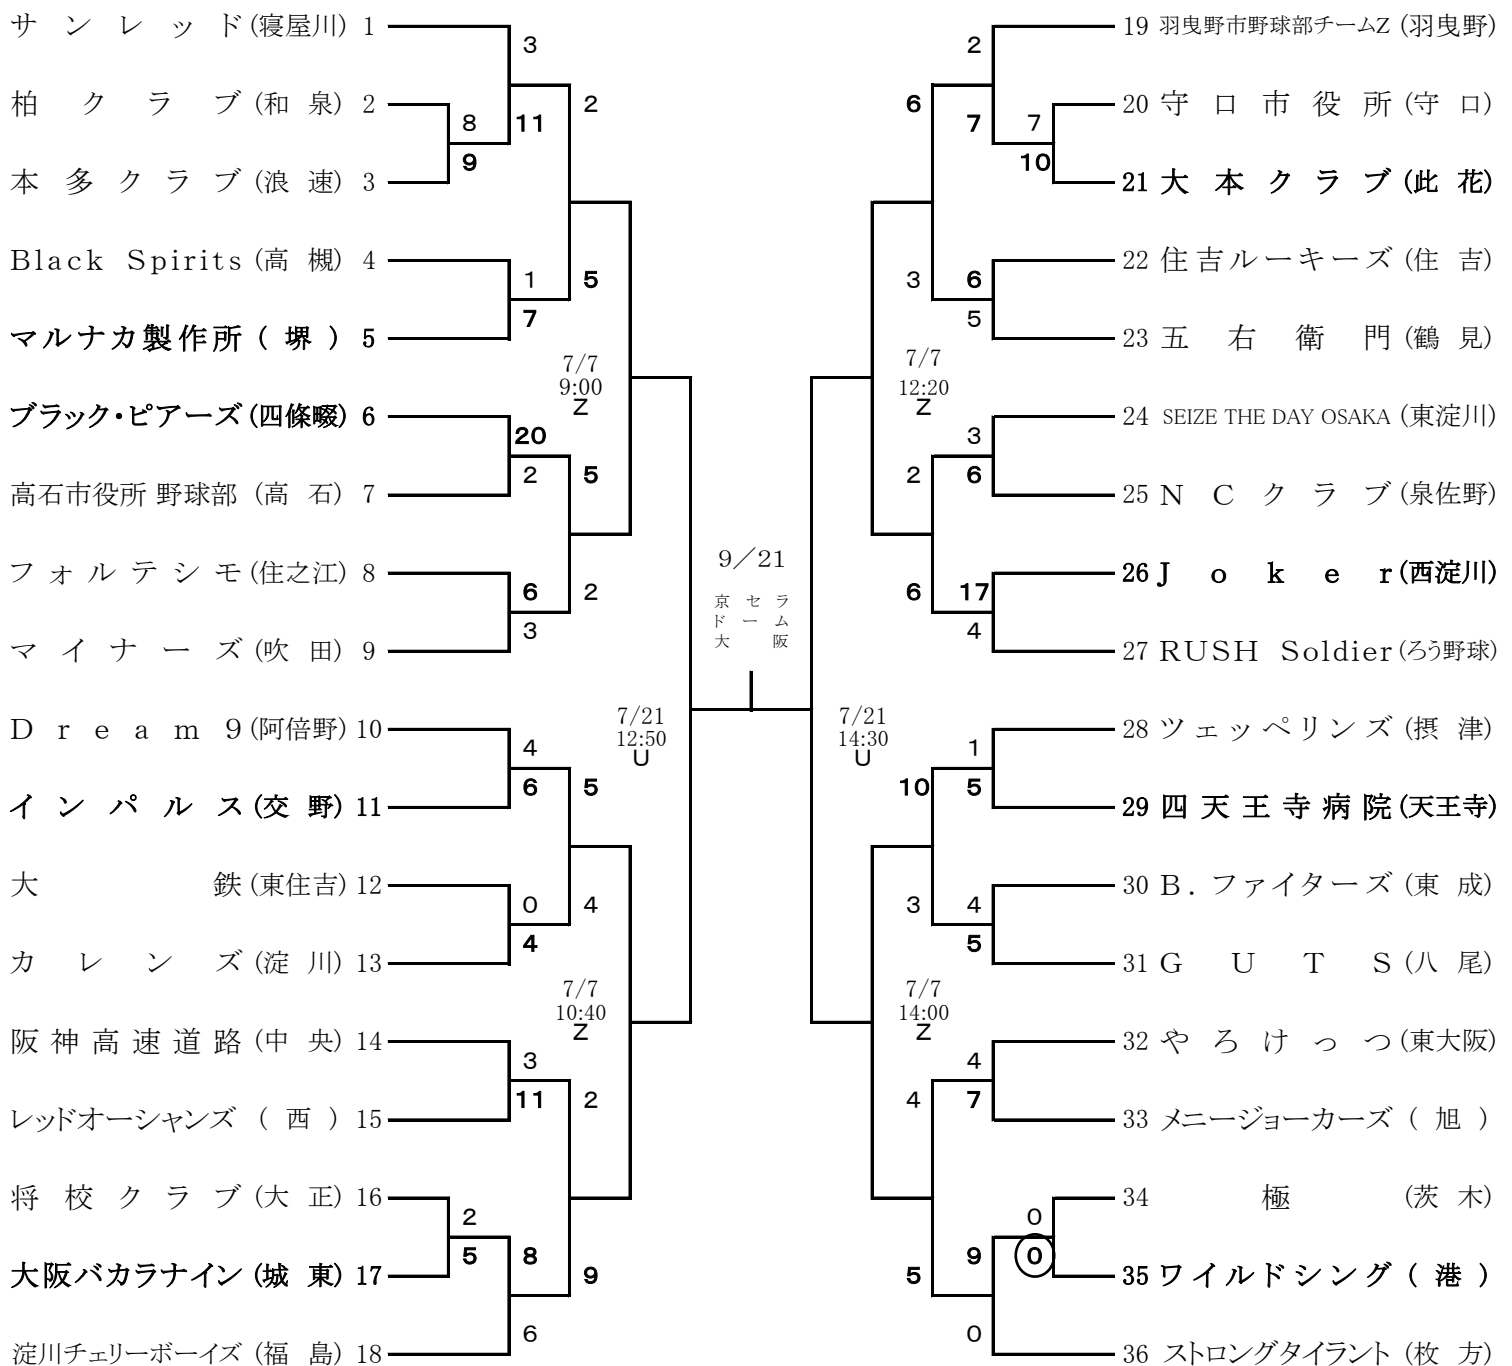 サンレッド(寝屋川) 1
3
柏クラブ(和泉) 2
8
11
2
9
本多クラブ(浪速) 3
Black Spirits(高槻) 4
1
5
7
マルナカ製作所(堺) 5
7/7
9:00
Z
ブラック・ピアーズ(四條畷) 6
20
2
5
高石市役所 野球部(高石) 7
フォルテシモ(住之江) 8
6
2
3
マイナーズ(吹田) 9
7/21
12:50
U
Dream9(阿倍野) 10
4
6
5
インパルス(交野) 11
大鉄(東住吉) 12
0
4
4
カレンズ(淀川) 13
7/7
10:40
Z
阪神高速道路(中央) 14
3
11
2
レッドオーシャンズ(西) 15
将校クラブ(大正) 16
2
5
8
9
大阪バカラナイン(城東) 17
6
淀川チェリーボーイズ(福島) 18
9/21
京セラ
ドーム
大阪
2
19 羽曳野市野球部チームZ(羽曳野)
6
7
7
20 守口市役所(守口)
10
21 大本クラブ(此花)
22 住吉ルーキーズ(住吉)
3
6
5
23 五右衛門(鶴見)
7/7
12:20
Z
24 SEIZE THE DAY OSAKA(東淀川)
3
2
6
25 NCクラブ(泉佐野)
26 Joker(西淀川)
6
17
4
27 RUSH Soldier(ろう野球)
7/21
14:30
U
28 ツェッペリンズ(摂津)
1
10
5
29 四天王寺病院(天王寺)
30 B.ファイターズ(東成)
3
4
5
31 GUTS(八尾)
7/7
14:00
Z
32 やろけっつ(東大阪)
4
4
7
33 メニージョーカーズ(旭)
34 極(茨木)
0
9
0
5
35 ワイルドシング(港)
0
36 ストロングタイラント(枚方)